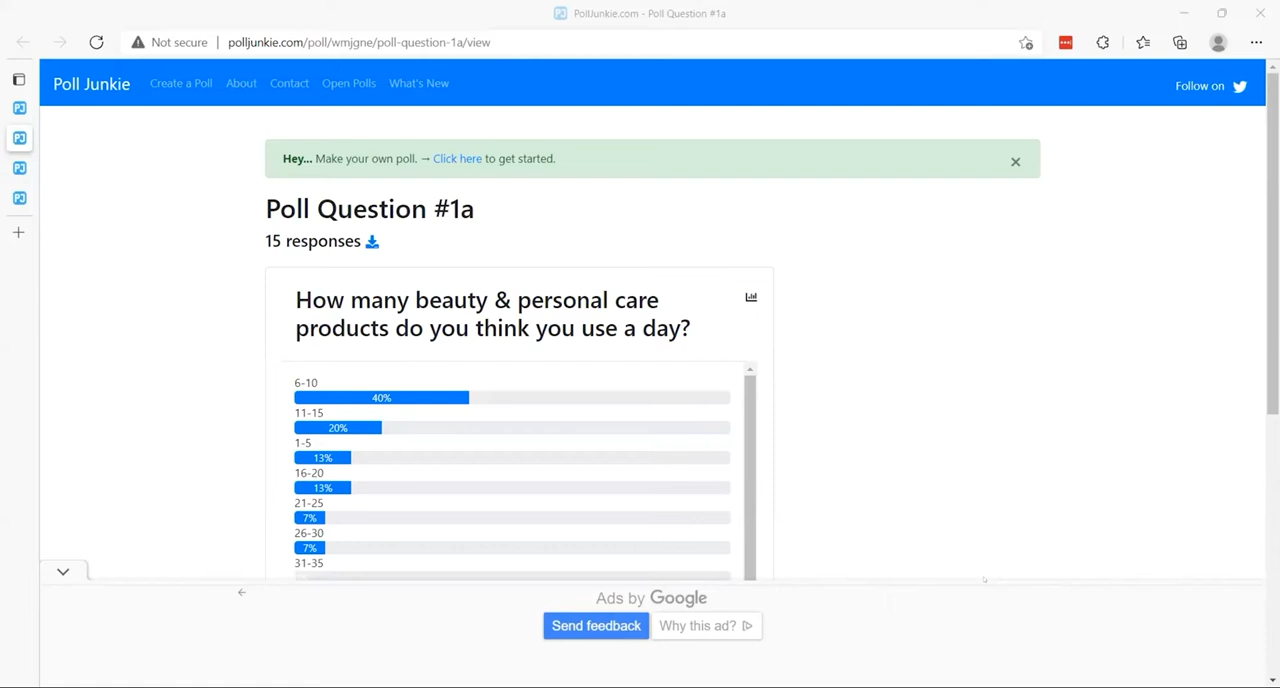 PollJunkie.com - Poll Question #1a
Not secure | polljunkie.com/poll/wmjgne/poll-question-1a/view
Poll Junkie Create a Poll About Contact Open Polls What's New Follow on
Hey... Make your own poll. → Click here to get started. ×
Poll Question #1a
15 responses
How many beauty & personal care
products do you think you use a day?
6-10
40%
11-15
20%
1-5
13%
16-20
13%
21-25
7%
26-30
7%
31-35
Ads by Google
Send feedback Why this ad?